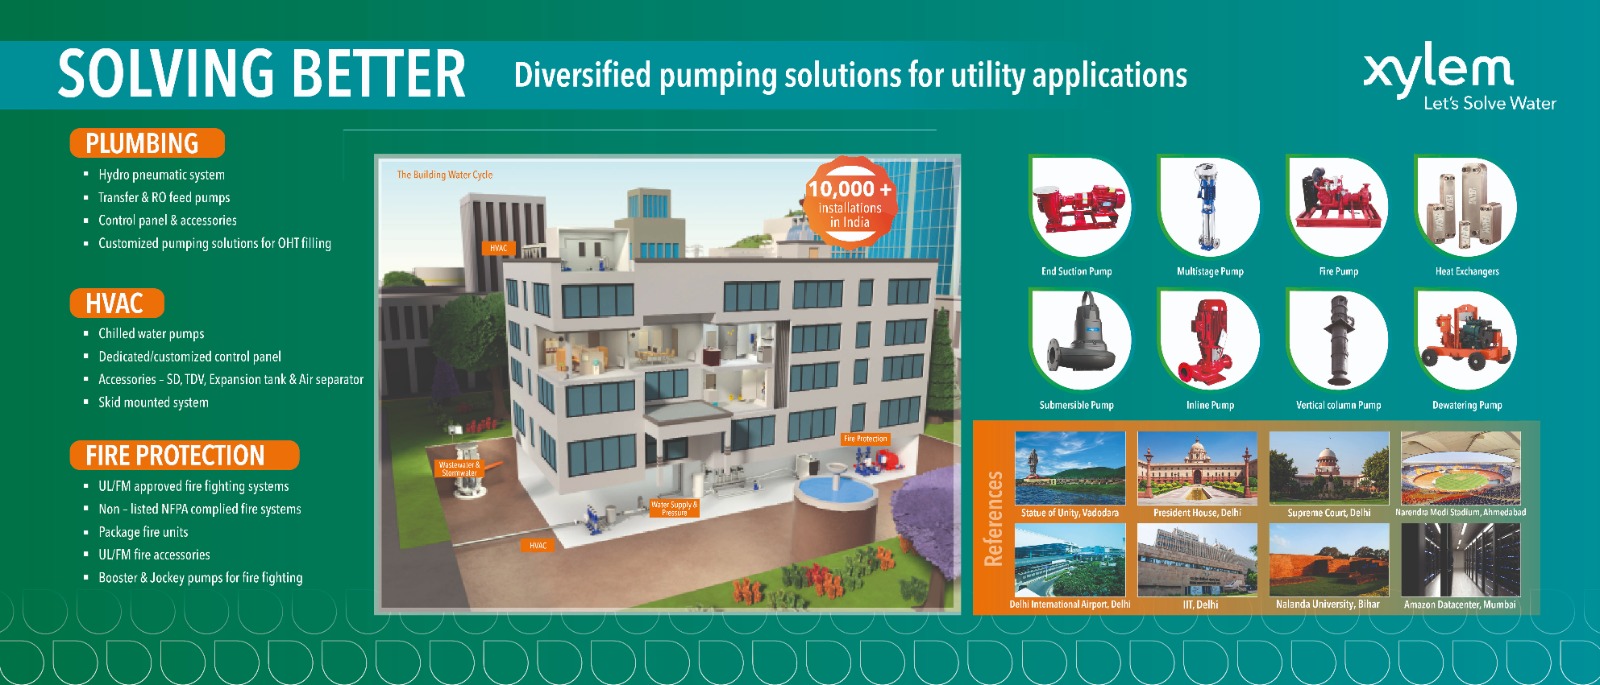 SOLVING BETTER
Diversified pumping solutions for utility applications
xylem
Let's Solve Water
PLUMBING
Hydro pneumatic system
Transfer & RO feed pumps
Control panel & accessories
Customized pumping solutions for OHT filling
HVAC
Chilled water pumps
Dedicated/customized control panel
Accessories – SD, TDV, Expansion tank & Air separator
Skid mounted system
FIRE PROTECTION
UL/FM approved fire fighting systems
Non – listed NFPA complied fire systems
Package fire units
UL/FM fire accessories
Booster & Jockey pumps for fire fighting
The Building Water Cycle
10,000 +
installations
in India
HVAC
Fire Protection
Wastewater &
Stormwater
Water Supply &
Pressure
HVAC
End Suction Pump
Multistage Pump
Fire Pump
Heat Exchangers
Submersible Pump
Inline Pump
Vertical column Pump
Dewatering Pump
References
Statue of Unity, Vadodara
President House, Delhi
Supreme Court, Delhi
Narendra Modi Stadium, Ahmedabad
Delhi International Airport, Delhi
IIT, Delhi
Nalanda University, Bihar
Amazon Datacenter, Mumbai